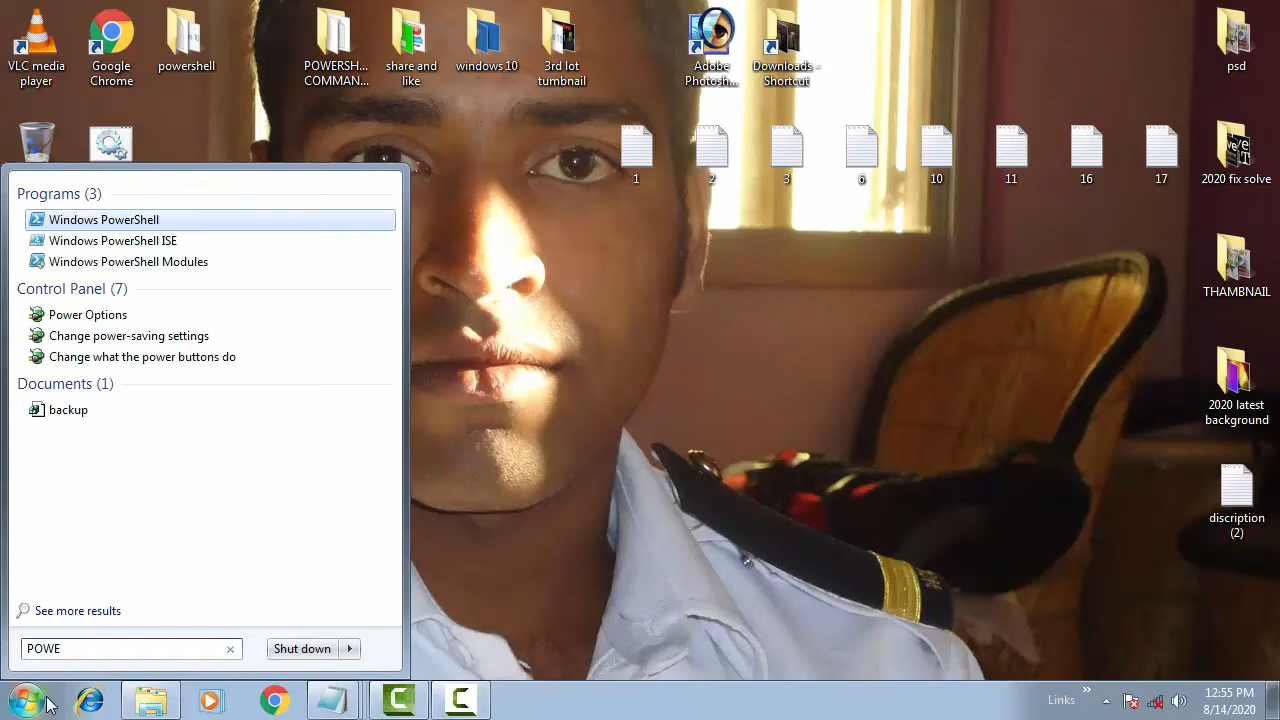 VLC media player
Google Chrome
powershell
POWERSH... COMMAN...
share and like
windows 10
3rd lot tumbnail
Adobe Photosh...
Downloads - Shortcut
psd
1
2
3
6
10
11
16
17
2020 fix solve
THAMBNAIL
2020 latest background
discription (2)
Programs (3)
Windows PowerShell
Windows PowerShell ISE
Windows PowerShell Modules
Control Panel (7)
Power Options
Change power-saving settings
Change what the power buttons do
Documents (1)
backup
See more results
POWE
Shut down
Links
12:55 PM
8/14/2020